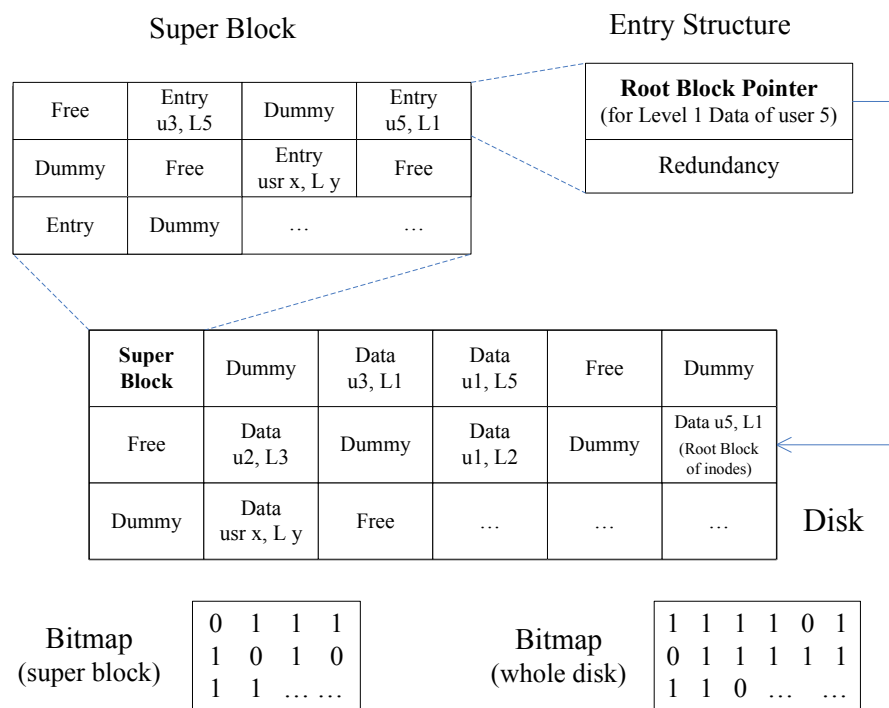 Super Block
Entry Structure
Free
Entry
u3, L5
Dummy
Entry
u5, L1
Dummy
Free
Entry
usr x, L y
Free
Entry
Dummy
…
…
Root Block Pointer
(for Level 1 Data of user 5)
Redundancy
Super
Block
Dummy
Data
u3, L1
Data
u1, L5
Free
Dummy
Free
Data
u2, L3
Dummy
Data
u1, L2
Dummy
Data u5, L1
(Root Block
of inodes)
Dummy
Data
usr x, L y
Free
…
…
…
Disk
Bitmap
(super block)
0 1 1 1
1 0 1 0
1 1 … …
Bitmap
(whole disk)
1 1 1 1 0 1
0 1 1 1 1 1
1 1 0 … …